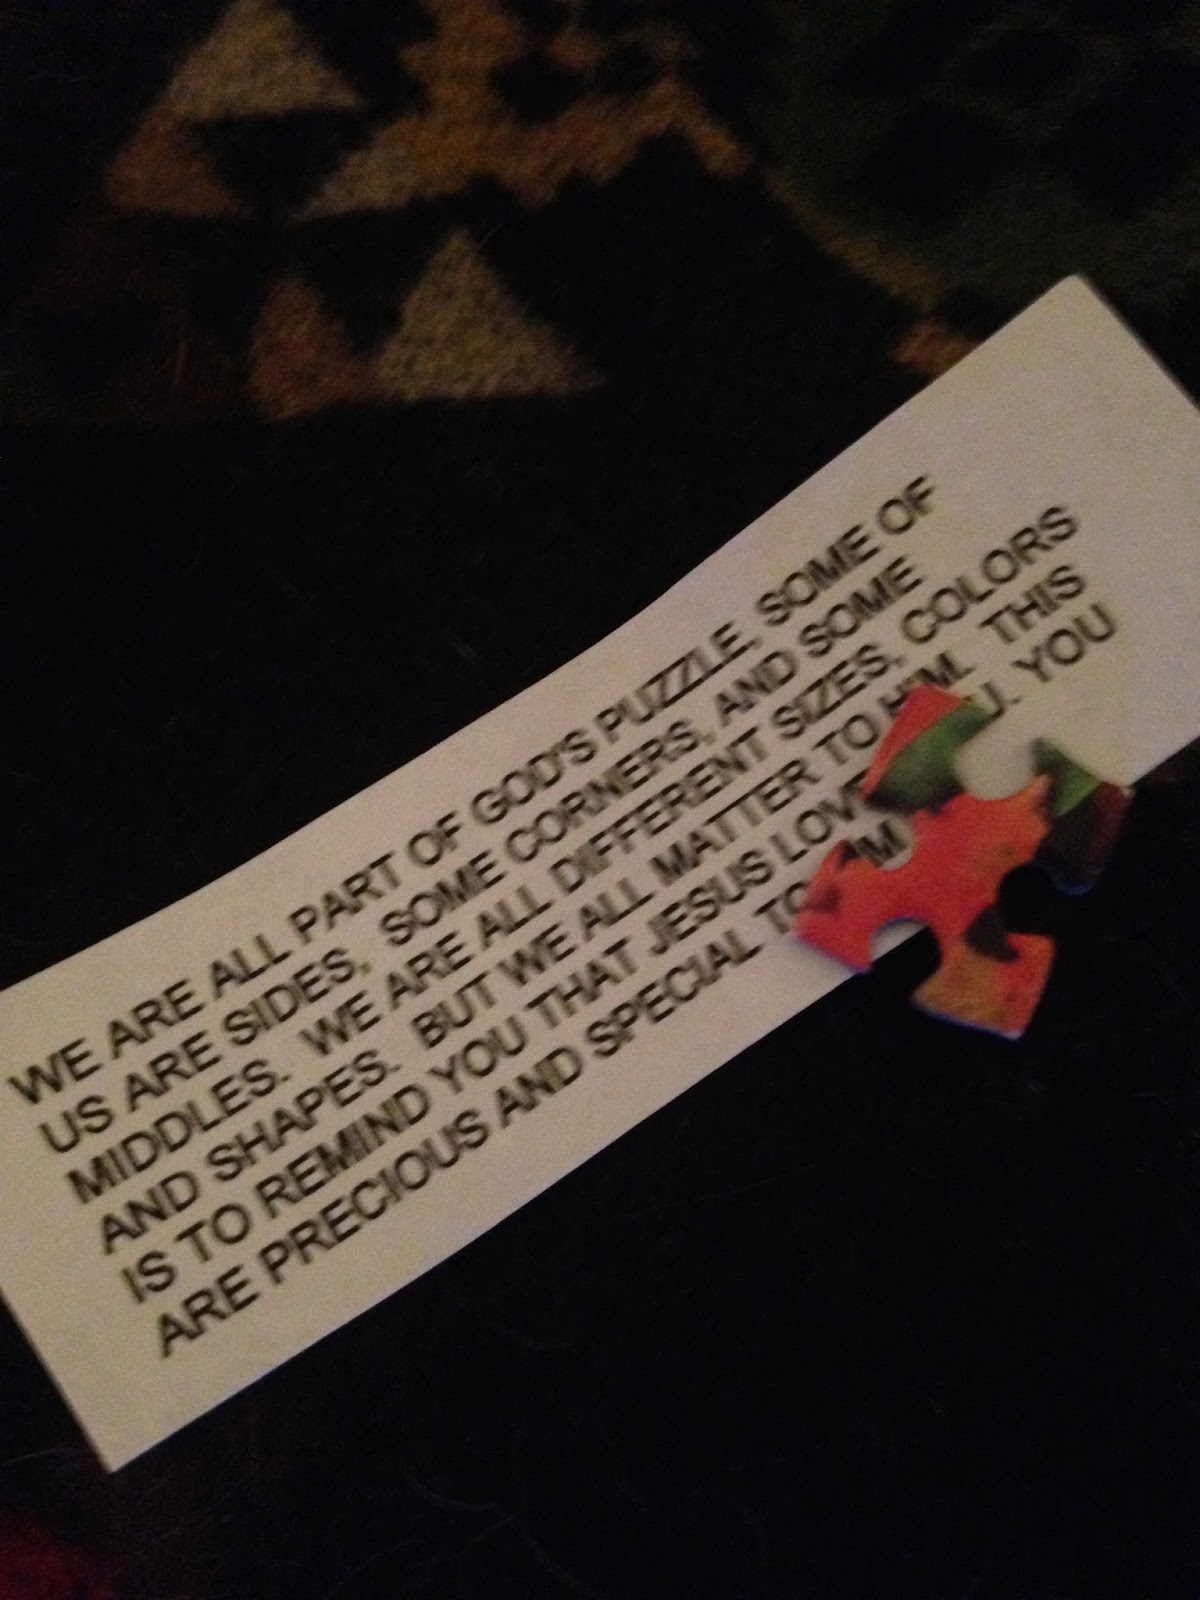 WE ARE ALL PART OF GOD'S PUZZLE, SOME OF
US ARE SIDES, SOME CORNERS, AND SOME
MIDDLES. WE ARE ALL DIFFERENT SIZES, COLORS
AND SHAPES. BUT WE ALL MATTER TO HIM. THIS
IS TO REMIND YOU THAT JESUS LOVE U. YOU
ARE PRECIOUS AND SPECIAL TO IM